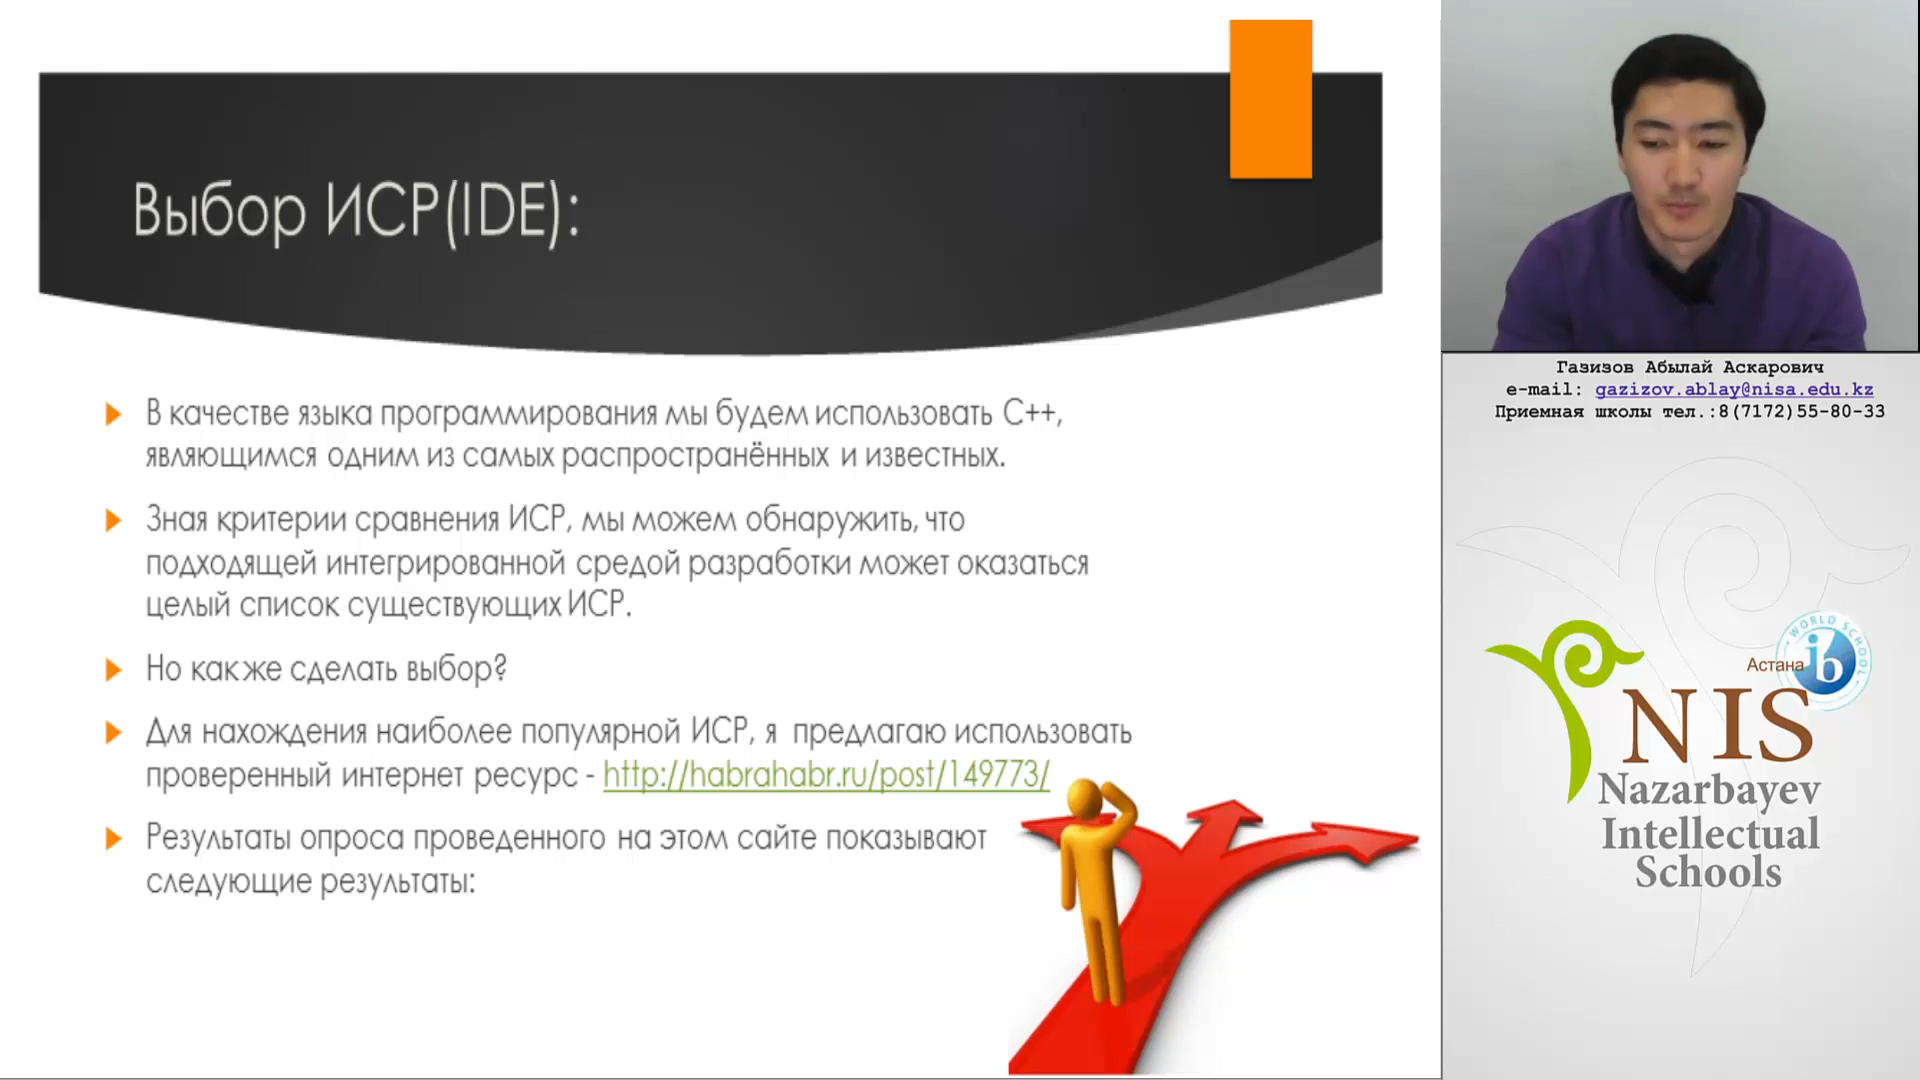 Выбор ИСР(IDE):
В качестве языка программирования мы будем использовать C++,
являющимся одним из самых распространённых и известных.
Зная критерии сравнения ИСР, мы можем обнаружить, что
подходящей интегрированной средой разработки может оказаться
целый список существующих ИСР.
Но как же сделать выбор?
Для нахождения наиболее популярной ИСР, я предлагаю использовать
проверенный интернет ресурс - http://habrahabr.ru/post/149773/
Результаты опроса проведенного на этом сайте показывают
следующие результаты:
Газизов Абылай Аскарович
e-mail: gazizov.ablay@nisa.edu.kz
Приемная школы тел.:8(7172)55-80-33
WORLD SCHOOL
ib
Астана
NIS
Nazarbayev
Intellectual
Schools